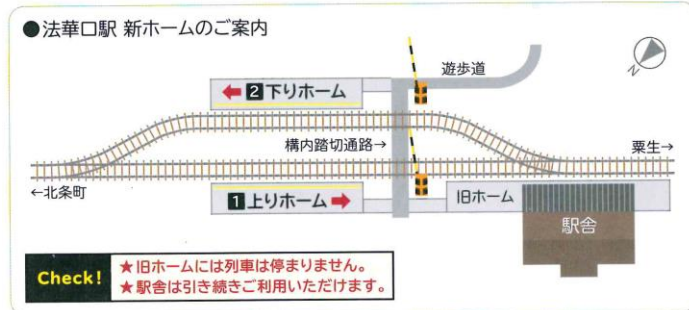 ●法華口駅 新ホームのご案内
遊歩道
N
← 2 下りホーム
構内踏切通路→
粟生→
←北条町
1 上りホーム →
旧ホーム
駅舎
Check!
★旧ホームには列車は停まりません。
★駅舎は引き続きご利用いただけます。